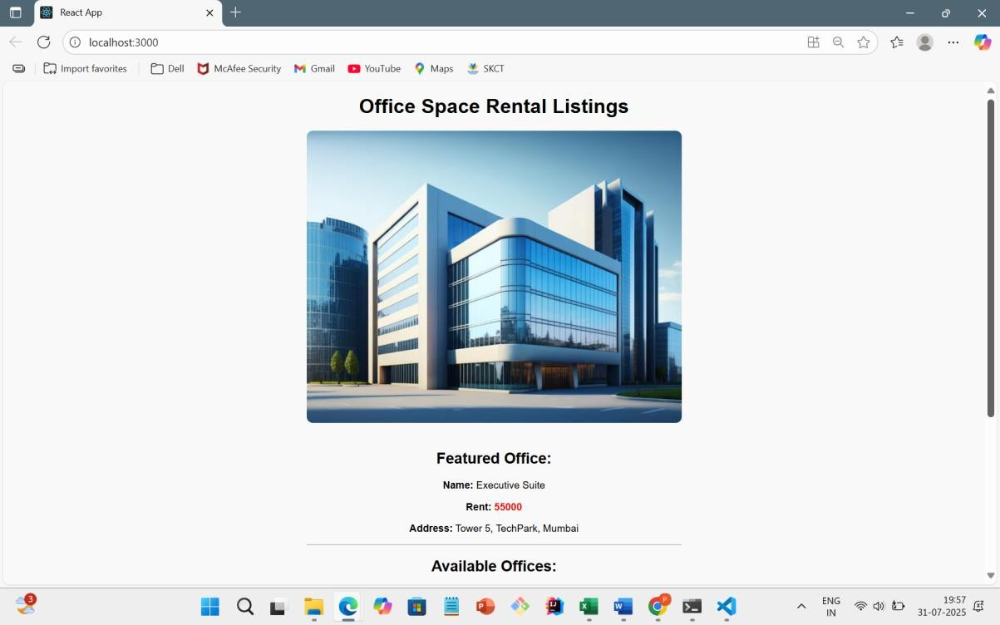 React App
localhost:3000
Import favorites
Dell
McAfee Security
Gmail
YouTube
Maps
SKCT
Office Space Rental Listings
Featured Office:
Name: Executive Suite
Rent: 55000
Address: Tower 5, TechPark, Mumbai
Available Offices:
3
P
IJ
X
W
P
ENG
IN
19:57
31-07-2025